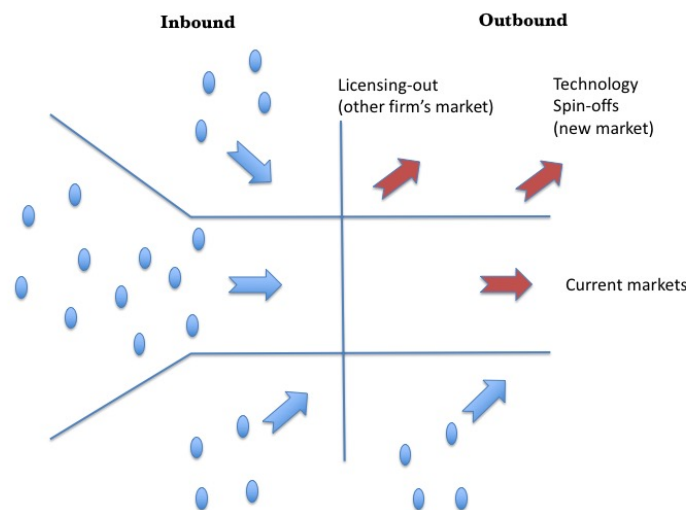 Inbound
Outbound
Licensing-out
(other firm's market)
Technology
Spin-offs
(new market)
Current markets